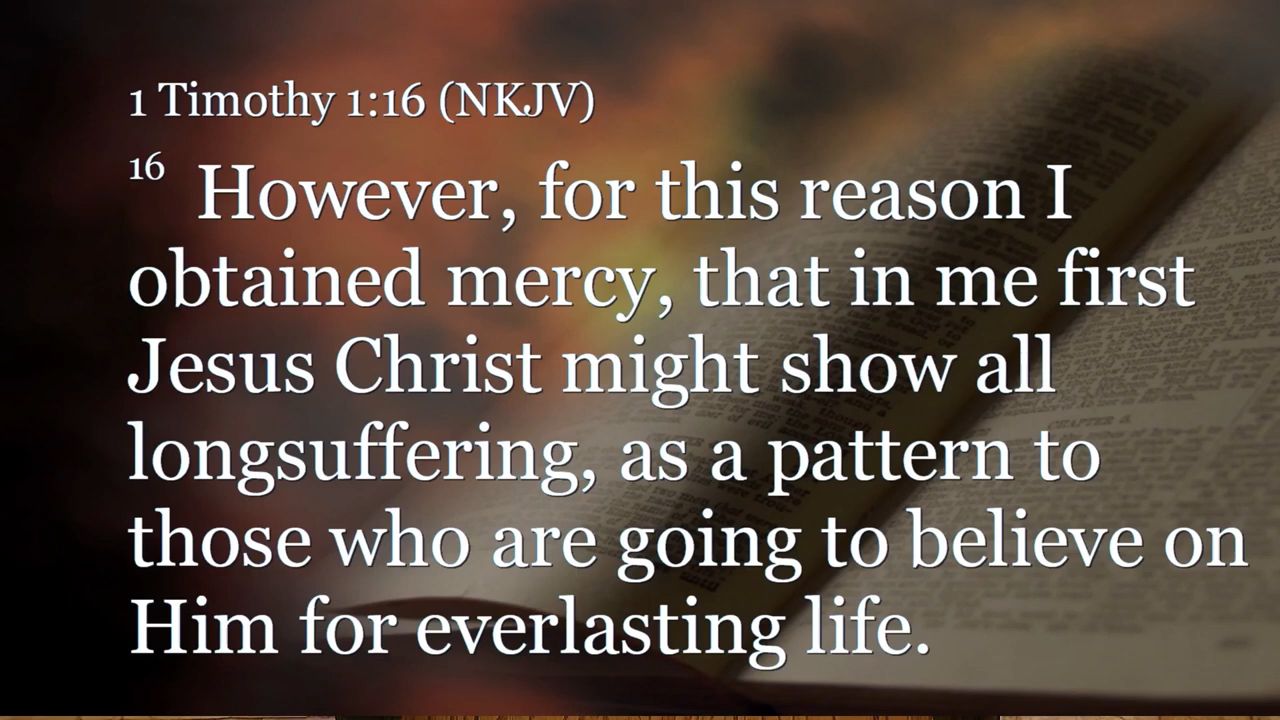 1 Timothy 1:16 (NKJV)
16 However, for this reason I
obtained mercy, that in me first
Jesus Christ might show all
longsuffering, as a pattern to
those who are going to believe on
Him for everlasting life.